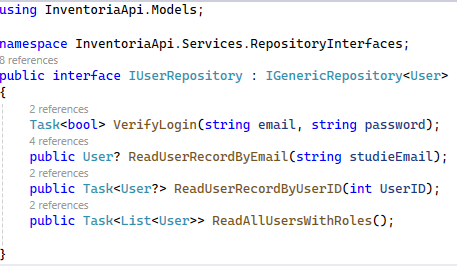 using InventoriaApi.Models;
namespace InventoriaApi.Services.RepositoryInterfaces;
8 references
public interface IUserRepository : IGenericRepository<User>
{
2 references
Task<bool> VerifyLogin(string email, string password);
4 references
public User? ReadUserRecordByEmail(string studieEmail);
2 references
public Task<User?> ReadUserRecordByUserID(int UserID);
2 references
public Task<List<User>> ReadAllUsersWithRoles();
}